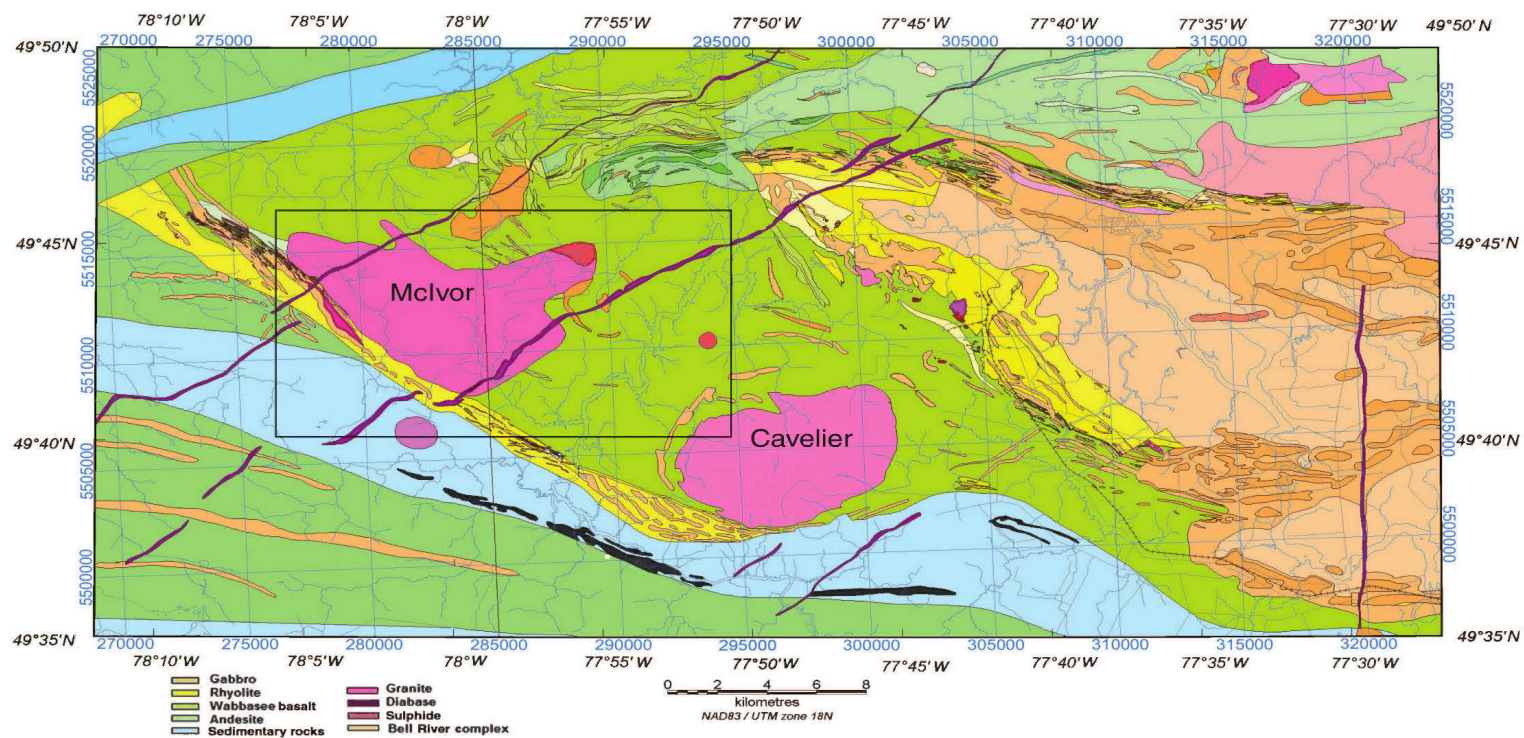 78°10'W 78°5'W 78°W 77°55'W 77°50'W 77°45'W 77°40'W 77°35'W 77°30'W
49°50'N 270000 275000 280000 285000 290000 295000 300000 305000 310000 315000 320000 49°50'N
5525000 5520000
5520000 5515000
49°45'N 5515000 5510000 49°45'N
McIvor
5510000 5505000
49°40'N 5505000 5500000 49°40'N
Cavelier
5500000
49°35'N 270000 275000 280000 285000 290000 295000 300000 305000 310000 315000 320000 49°35'N
78°10'W 78°5'W 78°W 77°55'W 77°50'W 77°45'W 77°40'W 77°35'W 77°30'W
Gabbro
Rhyolite
Wabbasee basalt
Andesite
Sedimentary rocks
Granite
Diabase
Sulphide
Bell River complex
0 2 4 6 8
kilometres
NAD83 / UTM zone 18N